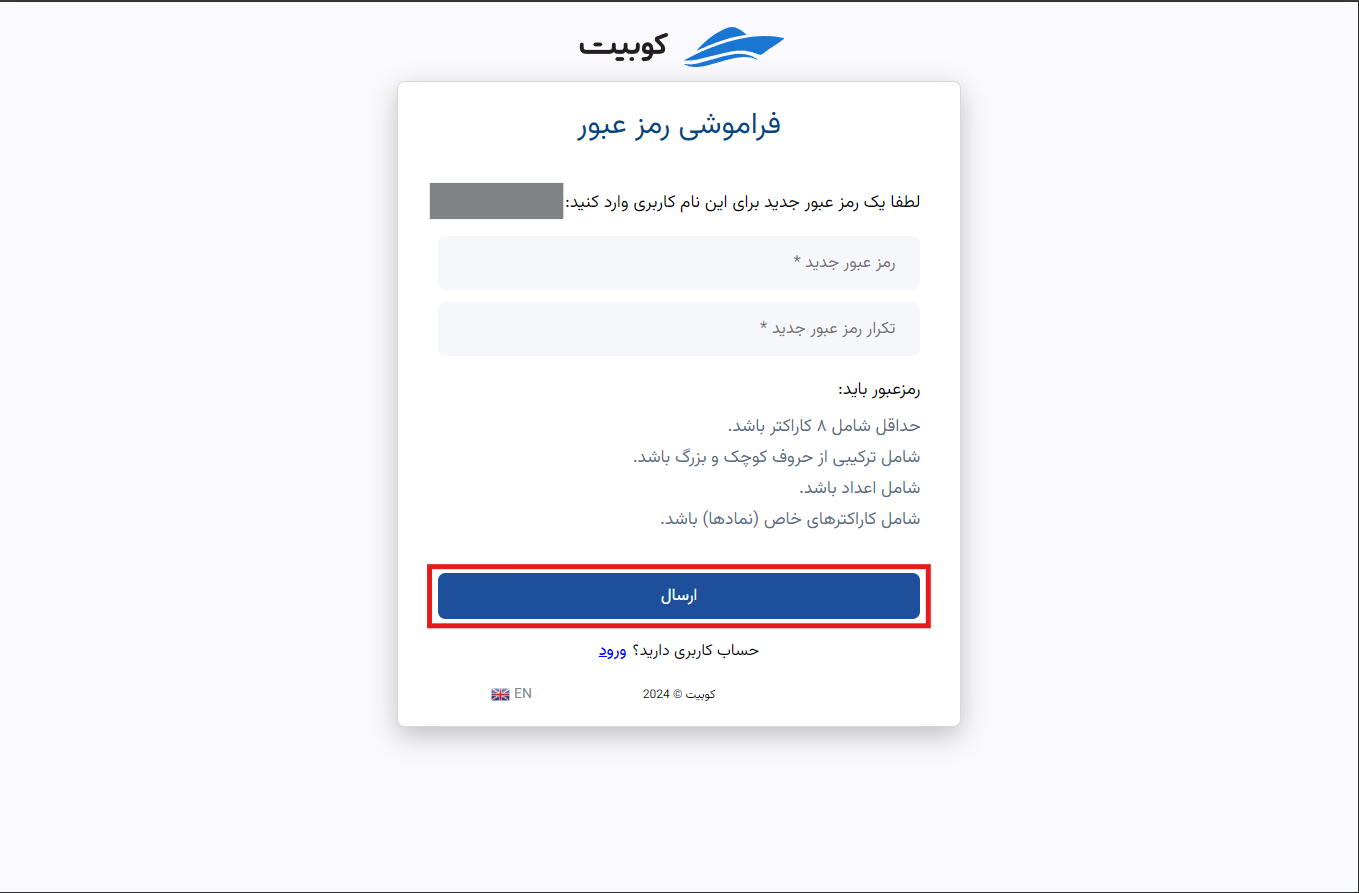 کوبیت
فراموشی رمز عبور
لطفا یک رمز عبور جدید برای این نام کاربری وارد کنید:
رمز عبور جدید *
تکرار رمز عبور جدید *
رمزعبور باید:
حداقل شامل ۸ کاراکتر باشد.
شامل ترکیبی از حروف کوچک و بزرگ باشد.
شامل اعداد باشد.
شامل کاراکترهای خاص (نمادها) باشد.
ارسال
حساب کاربری دارید؟ ورود
کوبیت © 2024
EN